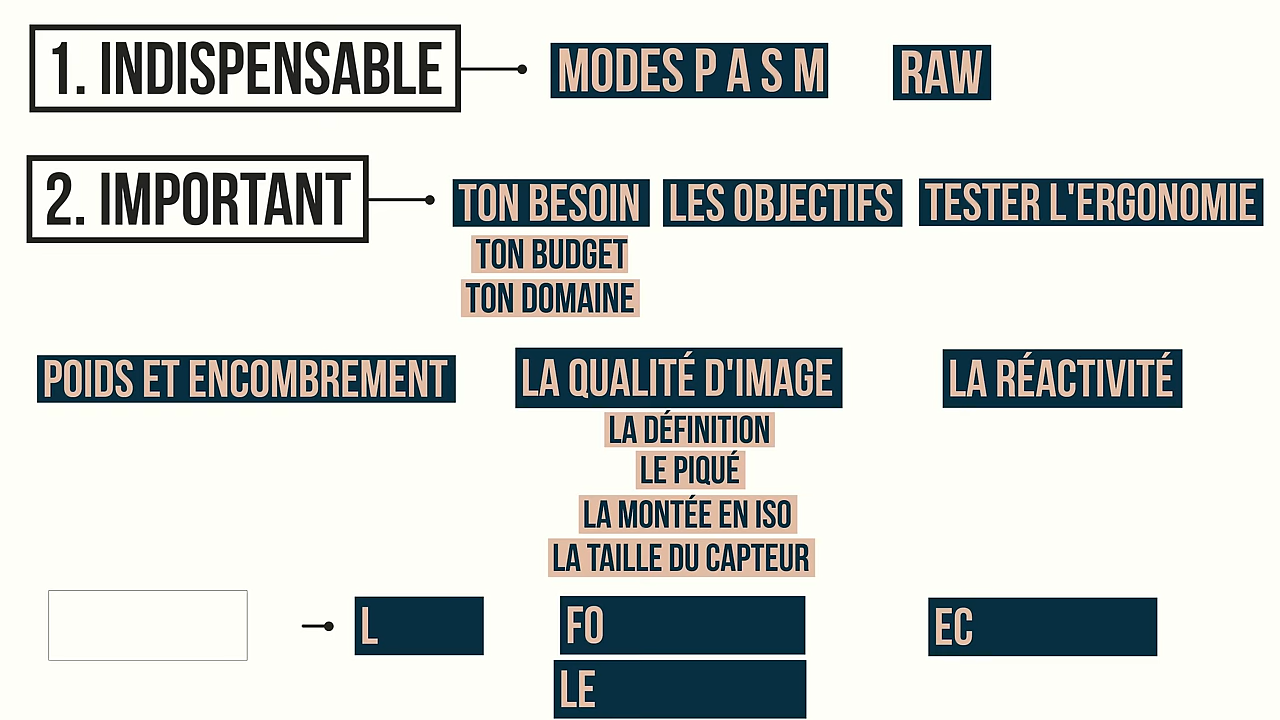 1. INDISPENSABLE
MODES P A S M
RAW
2. IMPORTANT
TON BESOIN
LES OBJECTIFS
TESTER L'ERGONOMIE
TON BUDGET
TON DOMAINE
POIDS ET ENCOMBREMENT
LA QUALITÉ D'IMAGE
LA RÉACTIVITÉ
LA DÉFINITION
LE PIQUÉ
LA MONTÉE EN ISO
LA TAILLE DU CAPTEUR
L
FO
EC
LE